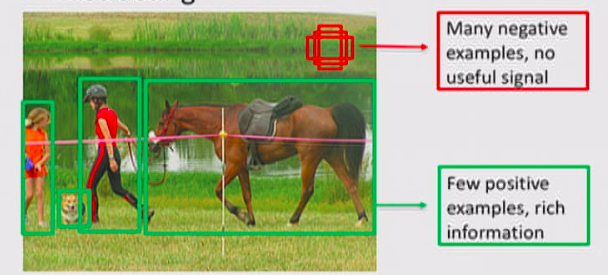 Many negative
examples, no
useful signal
Few positive
examples, rich
information